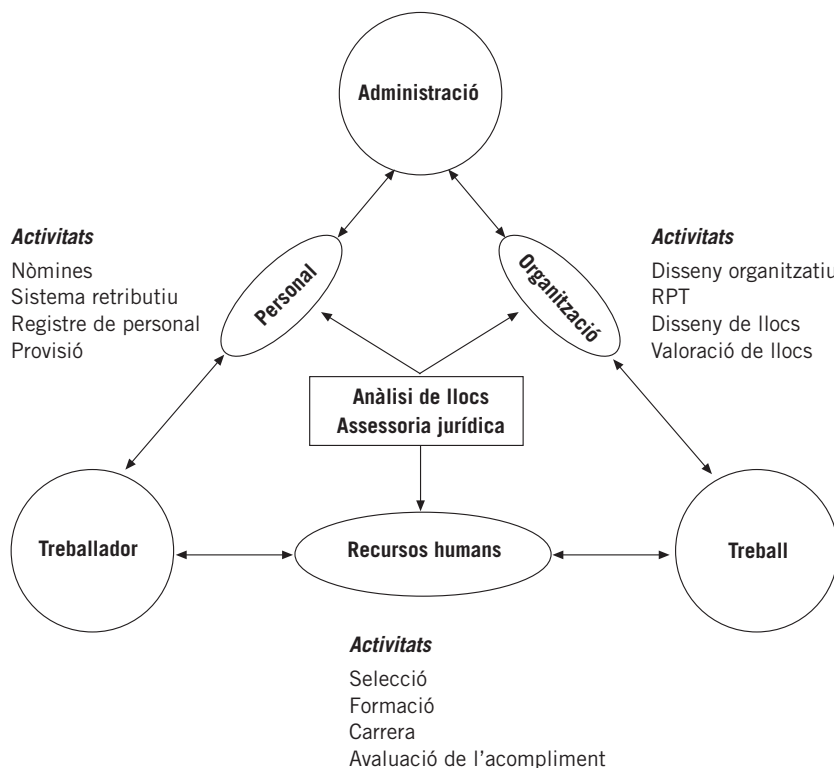 Administració
Activitats
Nòmines
Sistema retributiu
Registre de personal
Provisió
Personal
Organització
Activitats
Disseny organitzatiu
RPT
Disseny de llocs
Valoració de llocs
Anàlisi de llocs
Assessoria jurídica
Treballador
Recursos humans
Treball
Activitats
Selecció
Formació
Carrera
Avaluació de l’acompliment